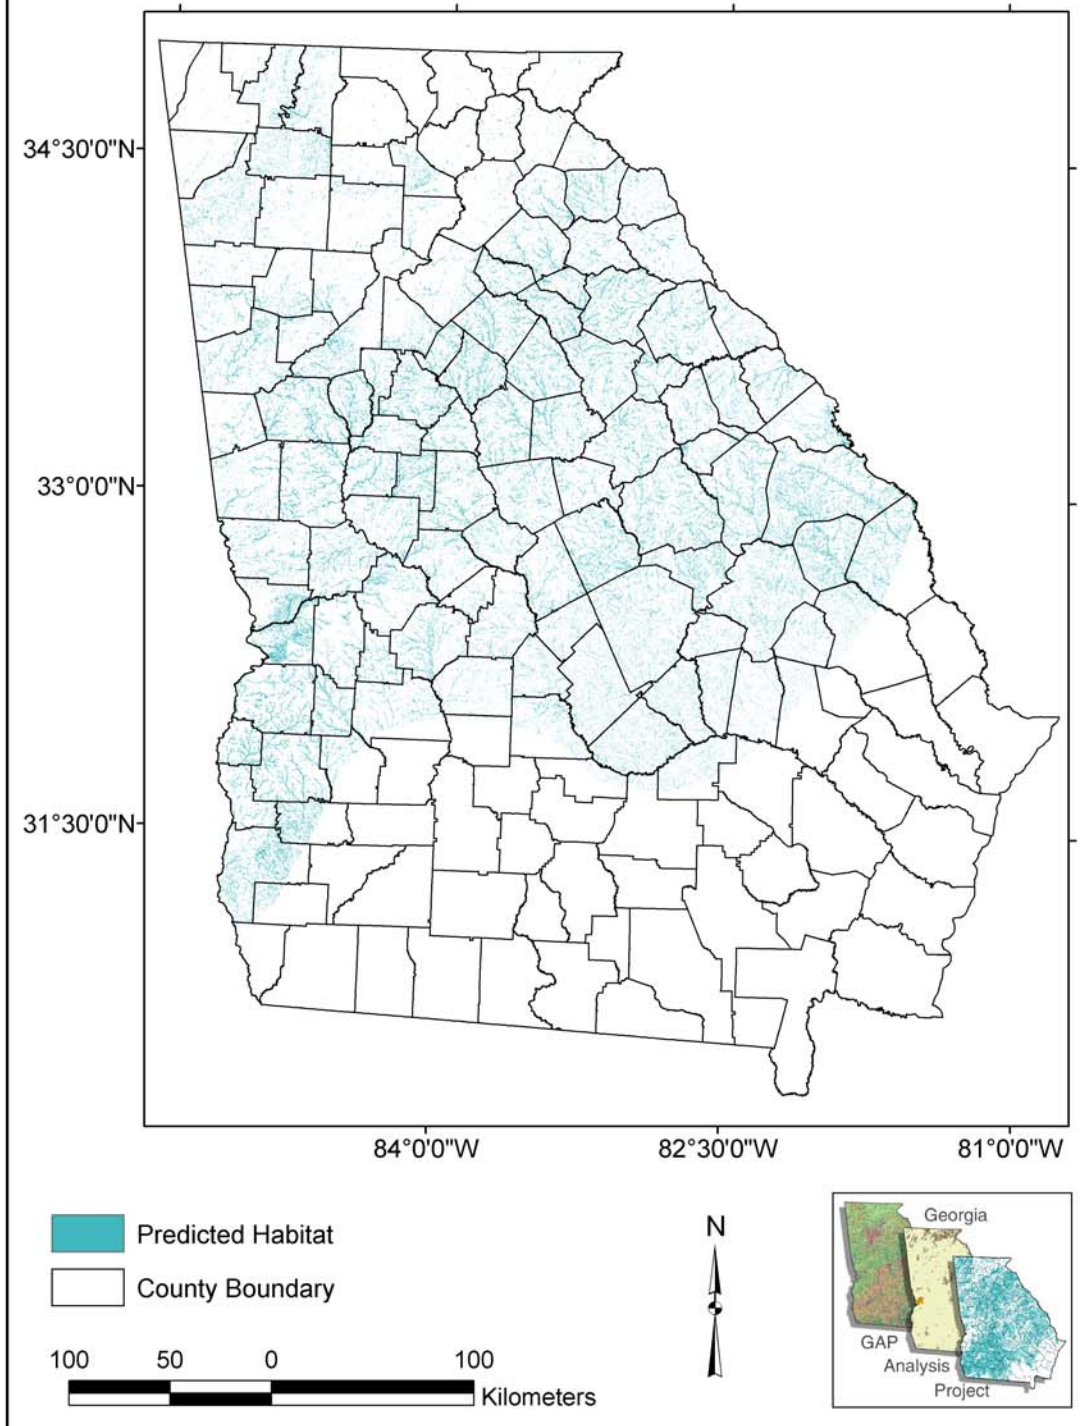 34°30'0"N
33°0'0"N
31°30'0"N
84°0'0"W 82°30'0"W 81°0'0"W
Predicted Habitat
County Boundary
100 50 0 100
Kilometers
N
Georgia
GAP
Analysis
Project